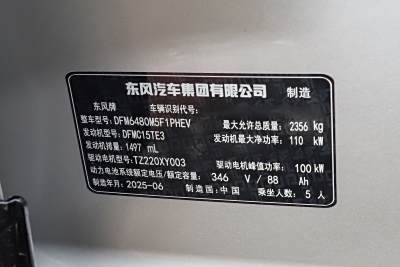 东风汽车集团有限公司 制造
东风牌 车辆识别代号:
整车型号: DFM6480M5F1PHEV 最大允许总质量: 2356 kg
发动机型号: DFMC15TE3 发动机最大净功率: 110 kW
发动机排量: 1497 mL
驱动电机型号: TZ220XY003 驱动电机峰值功率: 100 kW
动力电池系统额定电压/额定容量: 346 V / 88 Ah
制造年月: 2025-06 制造国: 中国 乘坐人数: 5 人